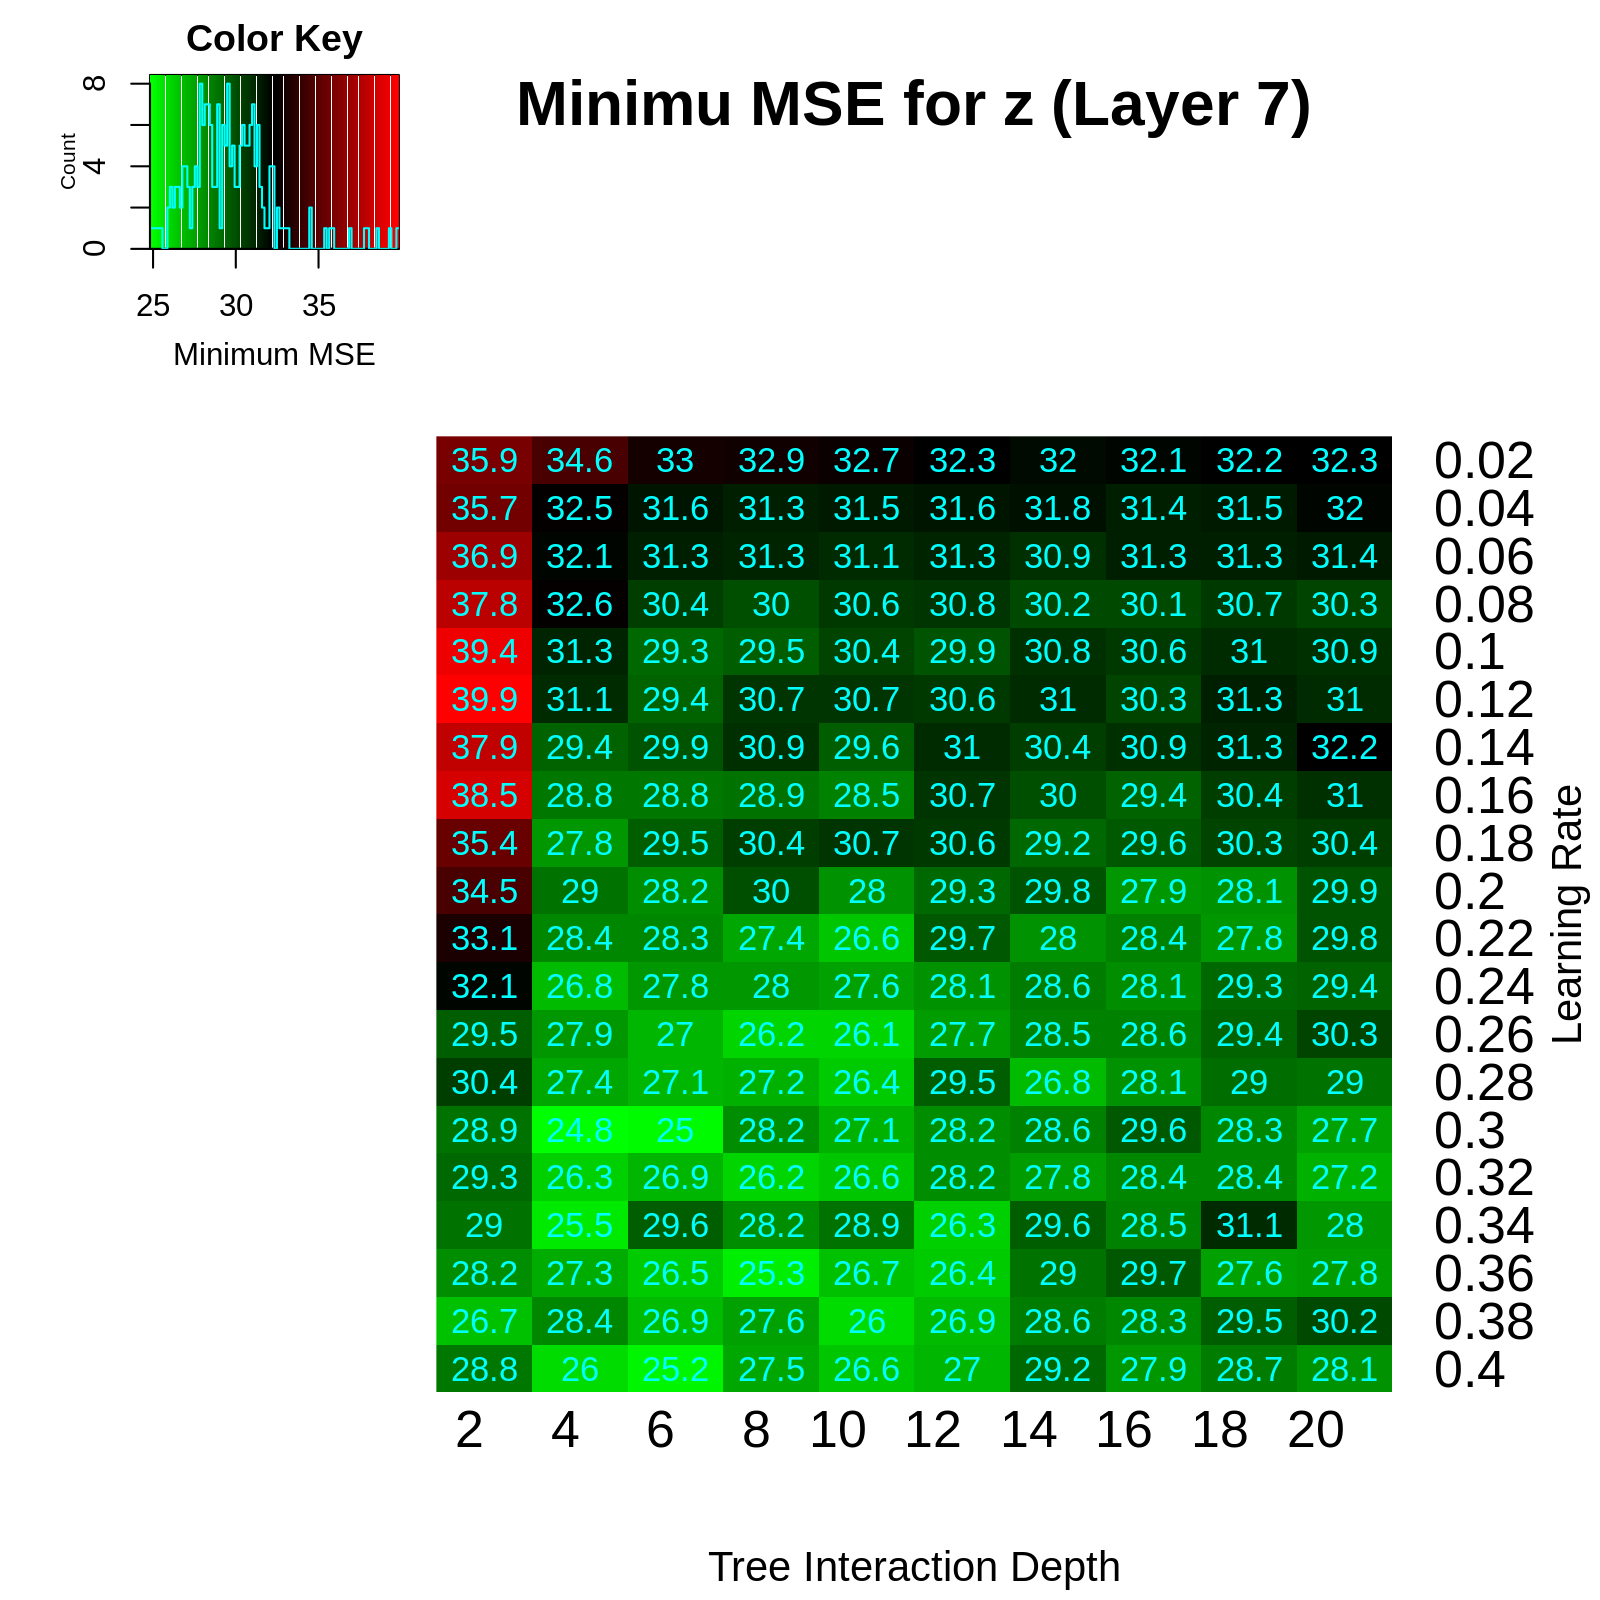 Color Key
Minimu MSE for z (Layer 7)
8
4
0
Count
25 30 35
Minimum MSE
35.9 34.6 33 32.9 32.7 32.3 32 32.1 32.2 32.3 0.02
35.7 32.5 31.6 31.3 31.5 31.6 31.8 31.4 31.5 32 0.04
36.9 32.1 31.3 31.3 31.1 31.3 30.9 31.3 31.3 31.4 0.06
37.8 32.6 30.4 30 30.6 30.8 30.2 30.1 30.7 30.3 0.08
39.4 31.3 29.3 29.5 30.4 29.9 30.8 30.6 31 30.9 0.1
39.9 31.1 29.4 30.7 30.7 30.6 31 30.3 31.3 31 0.12
37.9 29.4 29.9 30.9 29.6 31 30.4 30.9 31.3 32.2 0.14
38.5 28.8 28.8 28.9 28.5 30.7 30 29.4 30.4 31 0.16
35.4 27.8 29.5 30.4 30.7 30.6 29.2 29.6 30.3 30.4 0.18
34.5 29 28.2 30 28 29.3 29.8 27.9 28.1 29.9 0.2
33.1 28.4 28.3 27.4 26.6 29.7 28 28.4 27.8 29.8 0.22
32.1 26.8 27.8 28 27.6 28.1 28.6 28.1 29.3 29.4 0.24
29.5 27.9 27 26.2 26.1 27.7 28.5 28.6 29.4 30.3 0.26
30.4 27.4 27.1 27.2 26.4 29.5 26.8 28.1 29 29 0.28
28.9 24.8 25 28.2 27.1 28.2 28.6 29.6 28.3 27.7 0.3
29.3 26.3 26.9 26.2 26.6 28.2 27.8 28.4 28.4 27.2 0.32
29 25.5 29.6 28.2 28.9 26.3 29.6 28.5 31.1 28 0.34
28.2 27.3 26.5 25.3 26.7 26.4 29 29.7 27.6 27.8 0.36
26.7 28.4 26.9 27.6 26 26.9 28.6 28.3 29.5 30.2 0.38
28.8 26 25.2 27.5 26.6 27 29.2 27.9 28.7 28.1 0.4
Learning Rate
2 4 6 8 10 12 14 16 18 20
Tree Interaction Depth